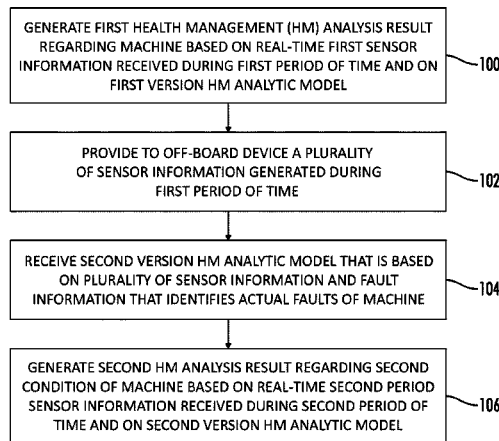 GENERATE FIRST HEALTH MANAGEMENT (HM) ANALYSIS RESULT
REGARDING MACHINE BASED ON REAL-TIME FIRST SENSOR
INFORMATION RECEIVED DURING FIRST PERIOD OF TIME AND ON
FIRST VERSION HM ANALYTIC MODEL
100
PROVIDE TO OFF-BOARD DEVICE A PLURALITY
OF SENSOR INFORMATION GENERATED DURING
FIRST PERIOD OF TIME
102
RECEIVE SECOND VERSION HM ANALYTIC MODEL THAT IS BASED
ON PLURALITY OF SENSOR INFORMATION AND FAULT
INFORMATION THAT IDENTIFIES ACTUAL FAULTS OF MACHINE
104
GENERATE SECOND HM ANALYSIS RESULT REGARDING SECOND
CONDITION OF MACHINE BASED ON REAL-TIME SECOND PERIOD
SENSOR INFORMATION RECEIVED DURING SECOND PERIOD OF
TIME AND ON SECOND VERSION HM ANALYTIC MODEL
106